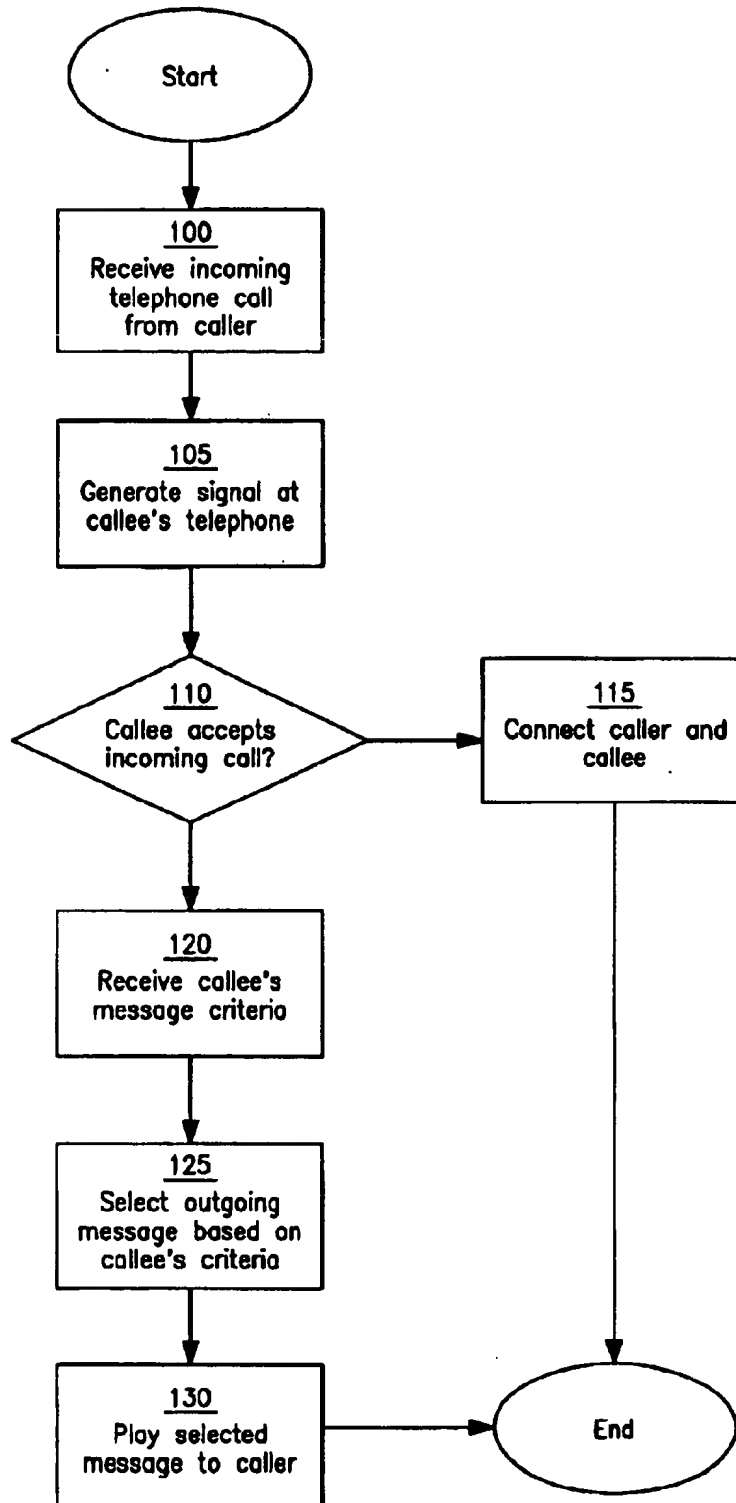 Start
100
Receive incoming
telephone call
from caller
105
Generate signal at
callee's telephone
110
Callee accepts
incoming call?
115
Connect caller and
callee
120
Receive callee's
message criteria
125
Select outgoing
message based on
callee's criteria
130
Play selected
message to caller
End